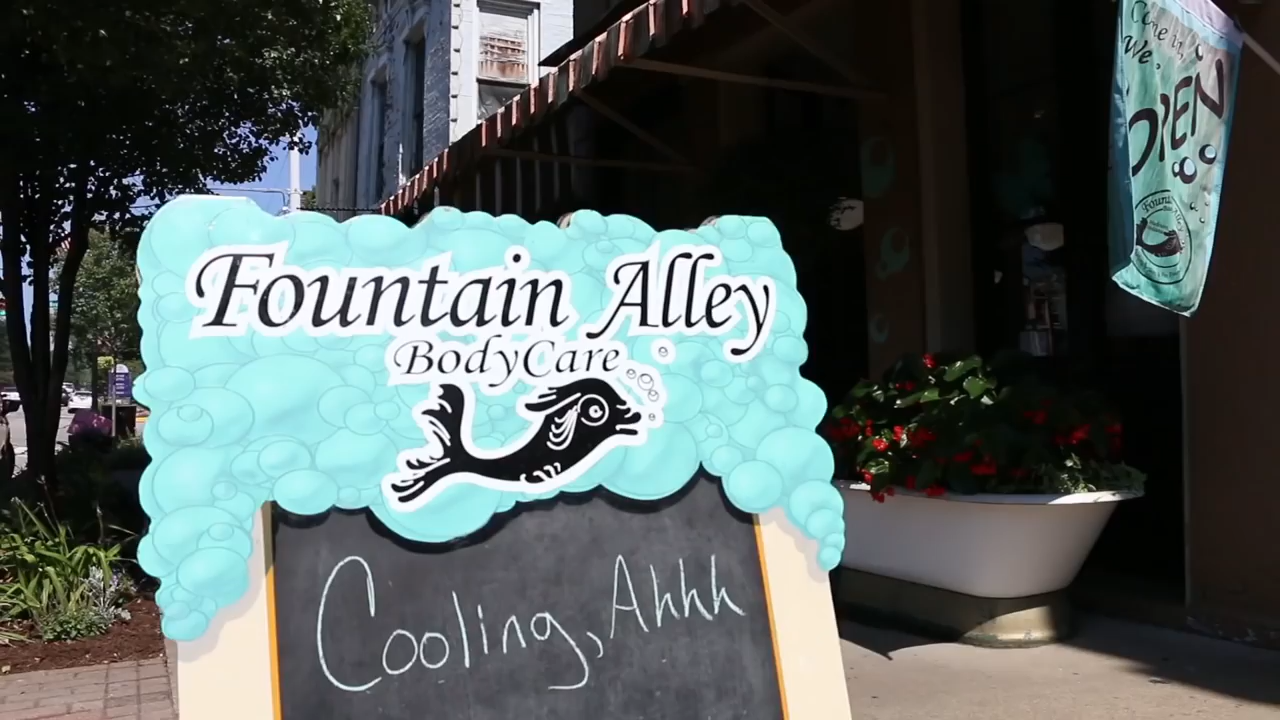 Come in,
We'
OPEN
Fountain Alley
BodyCare
Cooling, Ahhh